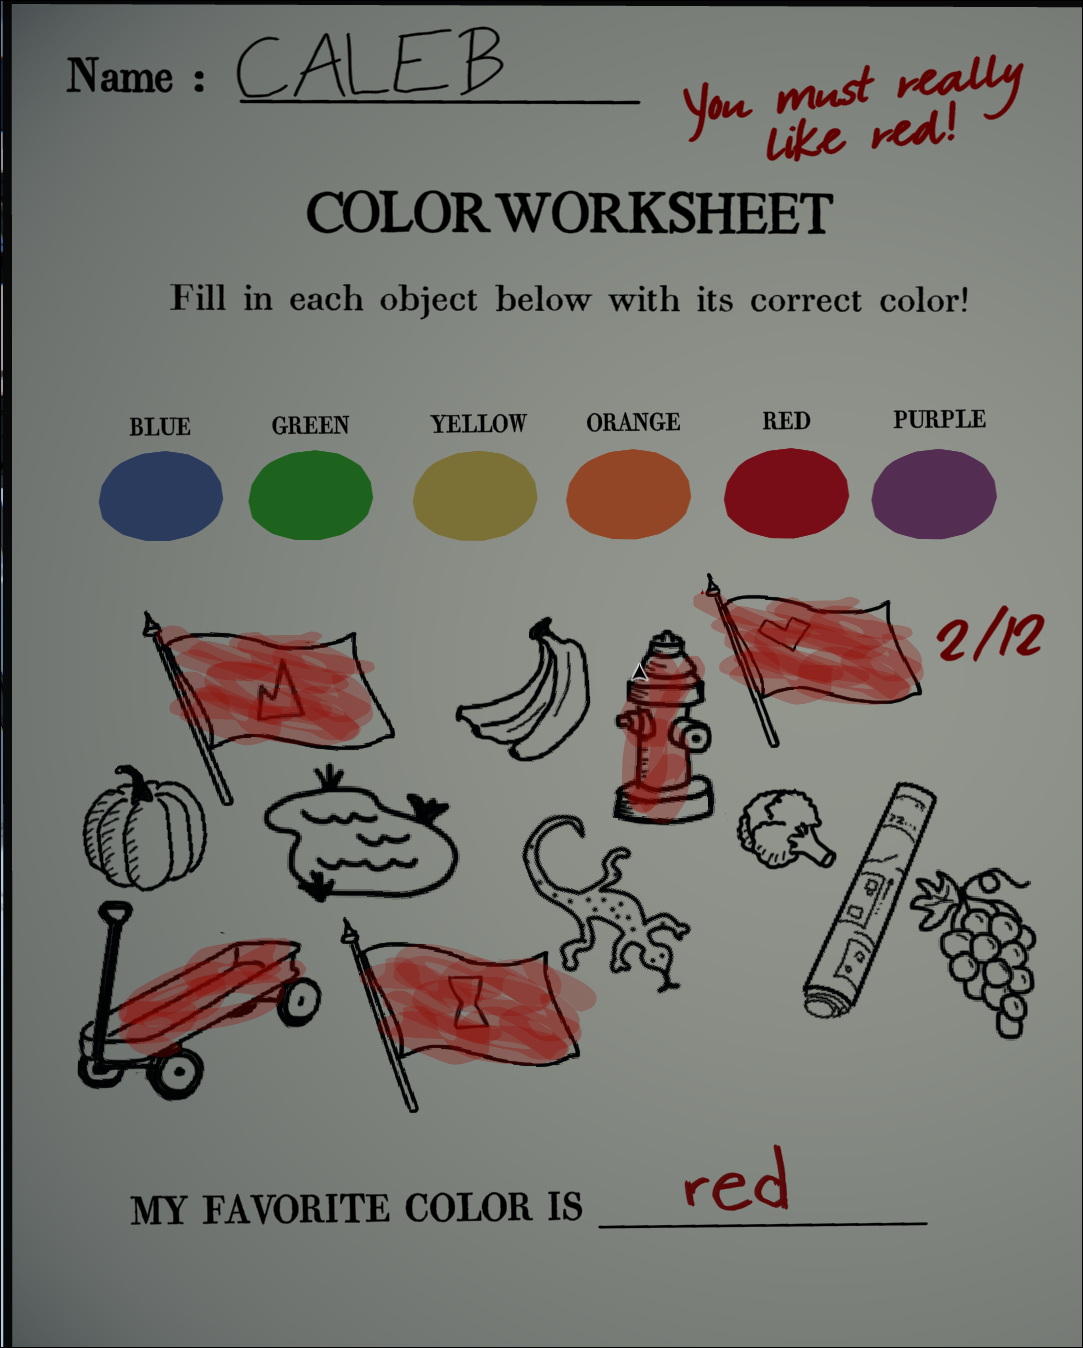 Name : CALEB
You must really
like red!
COLOR WORKSHEET
Fill in each object below with its correct color!
BLUE GREEN YELLOW ORANGE RED PURPLE
2/12
MY FAVORITE COLOR IS red